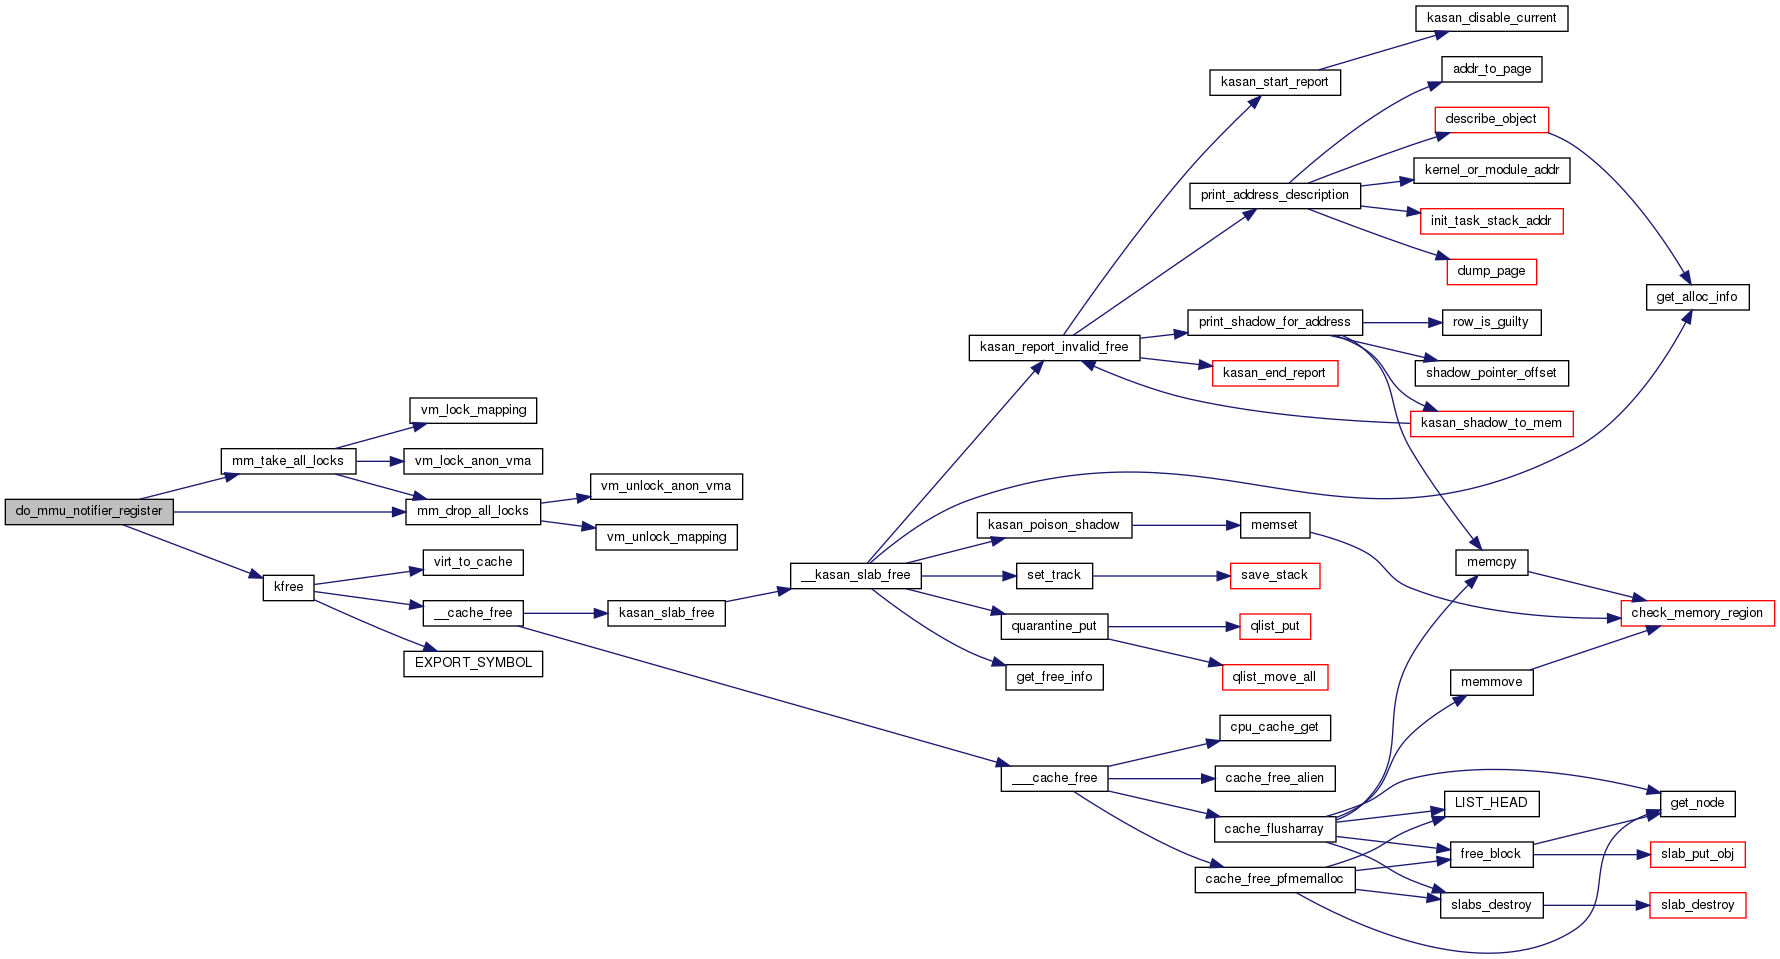 kasan_disable_current
addr_to_page
kasan_start_report
describe_object
kernel_or_module_addr
print_address_description
init_task_stack_addr
dump_page
get_alloc_info
print_shadow_for_address
row_is_guilty
kasan_report_invalid_free
kasan_end_report
shadow_pointer_offset
vm_lock_mapping
kasan_shadow_to_mem
mm_take_all_locks
vm_lock_anon_vma
vm_unlock_anon_vma
do_mmu_notifier_register
mm_drop_all_locks
kasan_poison_shadow
memset
vm_unlock_mapping
virt_to_cache
memcpy
kfree
__kasan_slab_free
set_track
save_stack
__cache_free
kasan_slab_free
check_memory_region
quarantine_put
qlist_put
EXPORT_SYMBOL
get_free_info
qlist_move_all
memmove
cpu_cache_get
___cache_free
cache_free_alien
LIST_HEAD
get_node
cache_flusharray
free_block
slab_put_obj
cache_free_pfmemalloc
slabs_destroy
slab_destroy